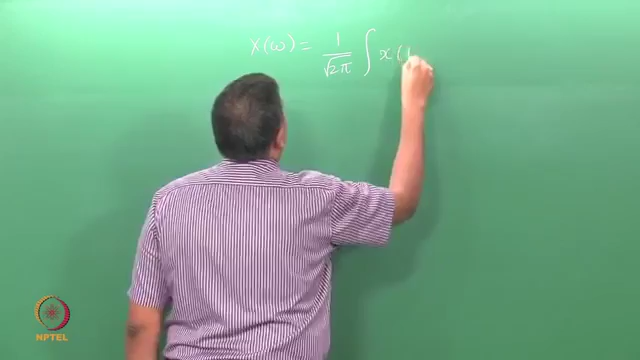 X(ω) = 1/√2π ∫ x(
NPTEL